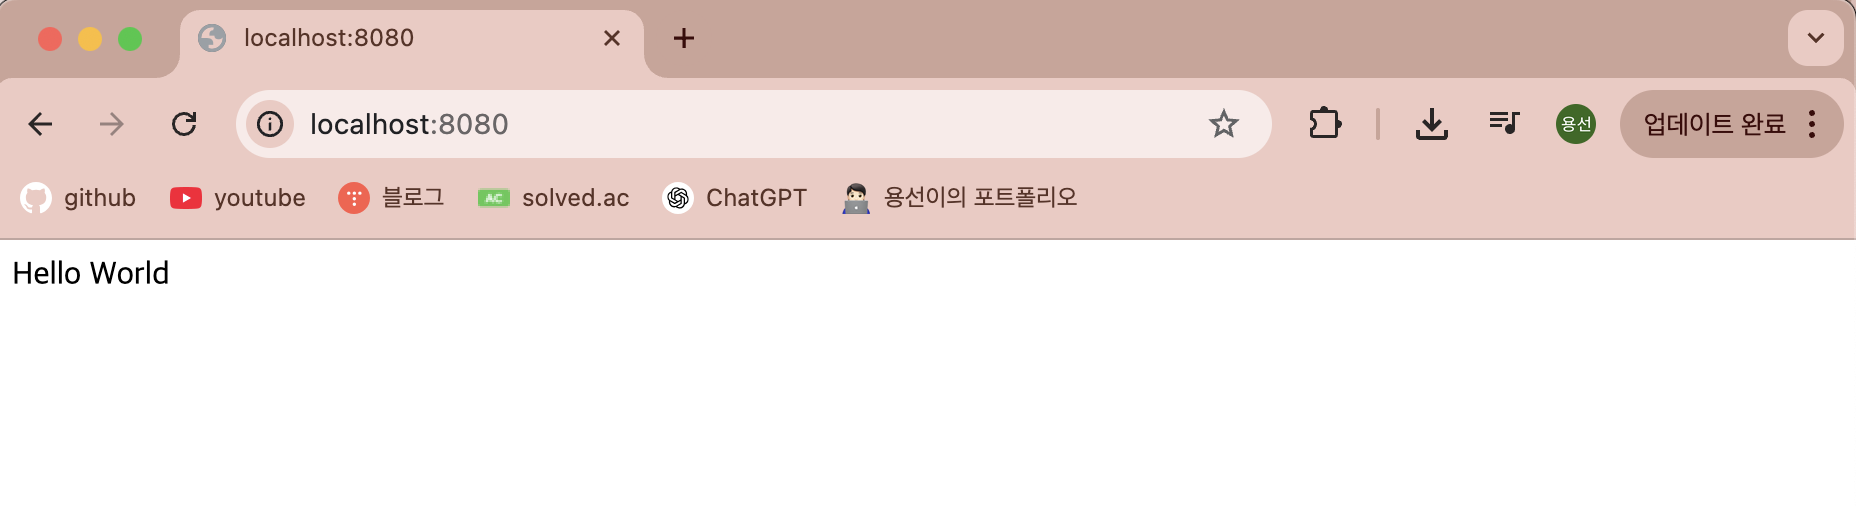 localhost:8080
localhost:8080
용선
업데이트 완료
github
youtube
블로그
AC
solved.ac
ChatGPT
용선이의 포트폴리오
Hello World